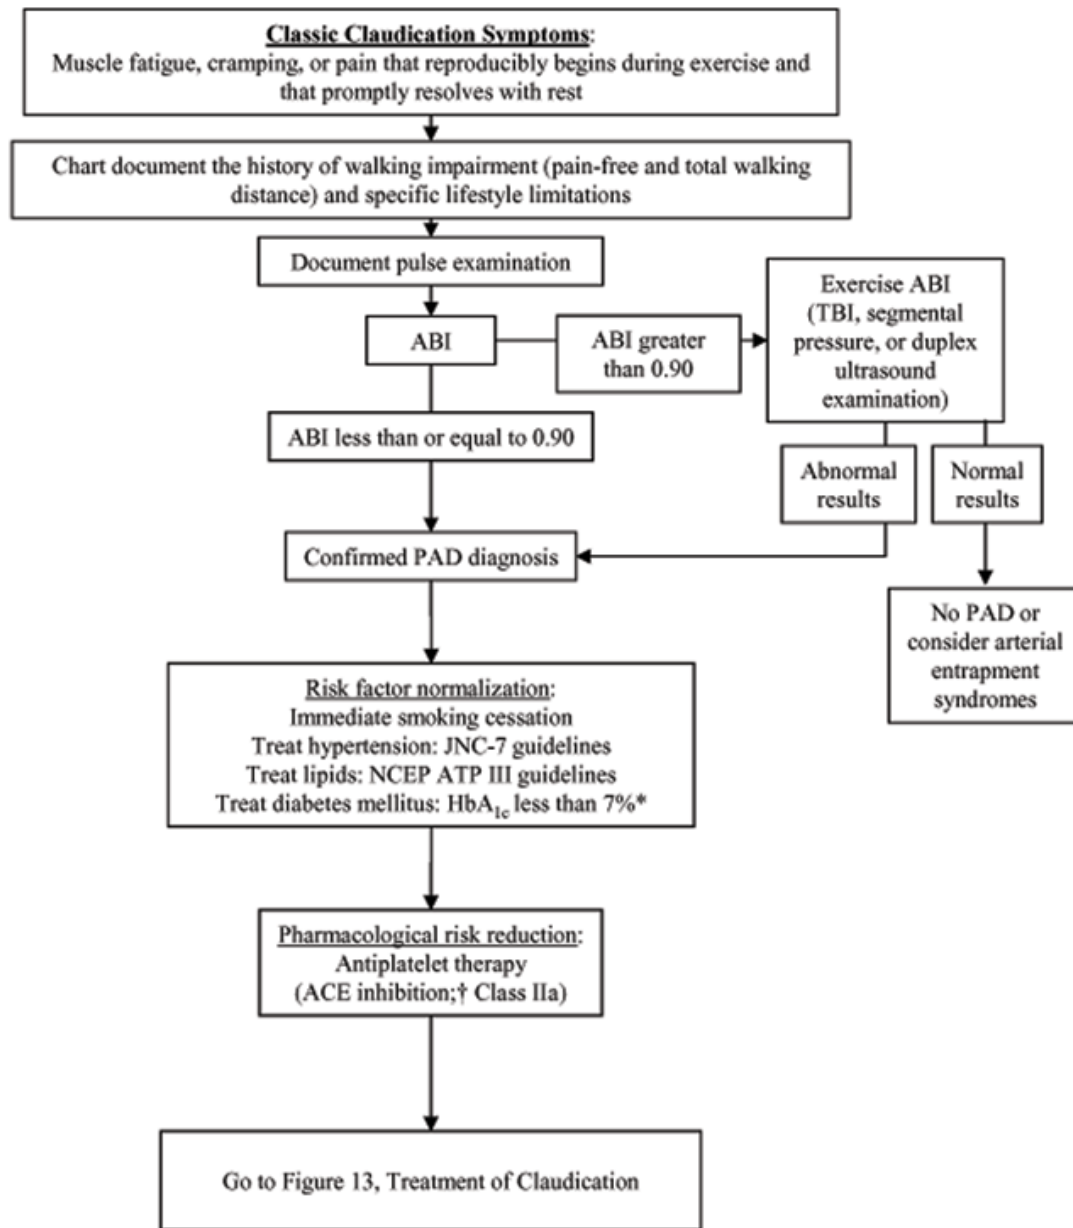 Classic Claudication Symptoms:
Muscle fatigue, cramping, or pain that reproducibly begins during exercise and
that promptly resolves with rest
Chart document the history of walking impairment (pain-free and total walking
distance) and specific lifestyle limitations
Document pulse examination
ABI
ABI greater
than 0.90
Exercise ABI
(TBI, segmental
pressure, or duplex
ultrasound
examination)
ABI less than or equal to 0.90
Abnormal
results
Normal
results
Confirmed PAD diagnosis
No PAD or
consider arterial
entrapment
syndromes
Risk factor normalization:
Immediate smoking cessation
Treat hypertension: JNC-7 guidelines
Treat lipids: NCEP ATP III guidelines
Treat diabetes mellitus: HbA1c less than 7%*
Pharmacological risk reduction:
Antiplatelet therapy
(ACE inhibition;† Class IIa)
Go to Figure 13, Treatment of Claudication